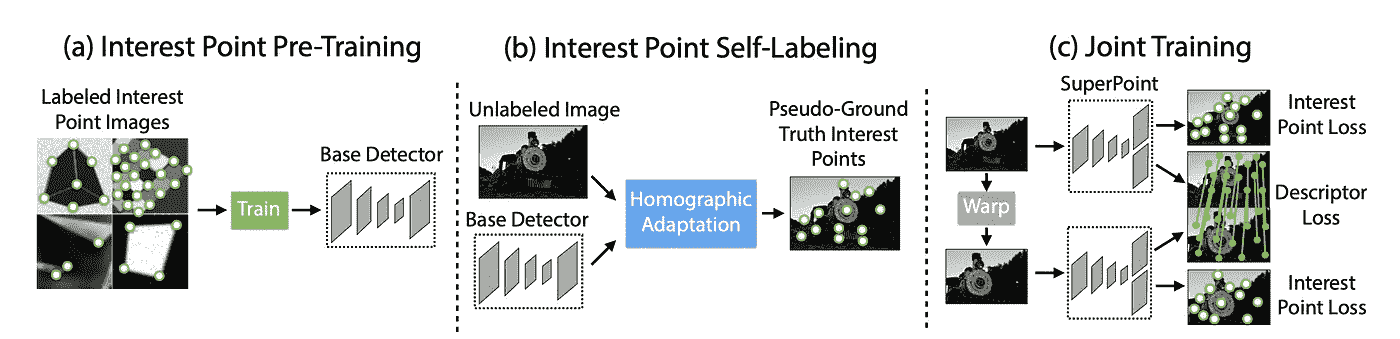 (a) Interest Point Pre-Training
Labeled Interest
Point Images
Train
Base Detector
(b) Interest Point Self-Labeling
Unlabeled Image
Base Detector
Homographic
Adaptation
Pseudo-Ground
Truth Interest
Points
(c) Joint Training
SuperPoint
Warp
Interest
Point Loss
Descriptor
Loss
Interest
Point Loss